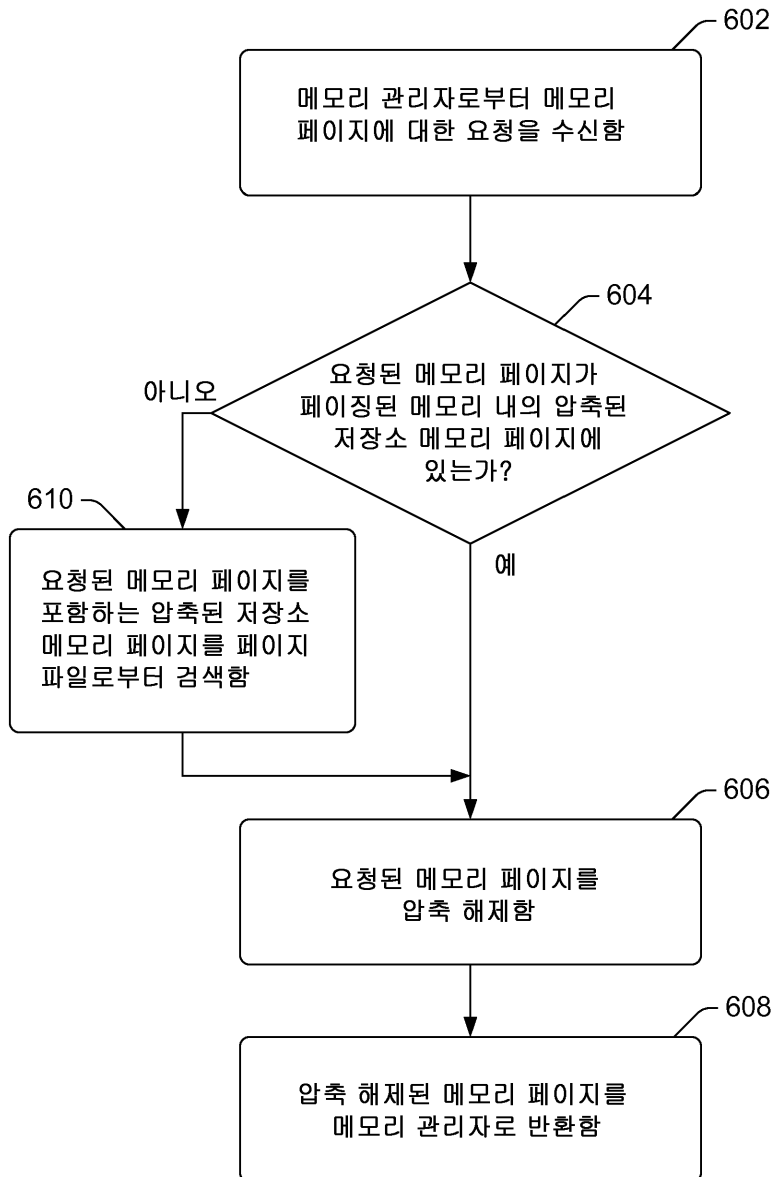 602
메모리 관리자로부터 메모리
페이지에 대한 요청을 수신함
604
요청된 메모리 페이지가
페이징된 메모리 내의 압축된
저장소 메모리 페이지에
있는가?
아니오
예
610
요청된 메모리 페이지를
포함하는 압축된 저장소
메모리 페이지를 페이지
파일로부터 검색함
606
요청된 메모리 페이지를
압축 해제함
608
압축 해제된 메모리 페이지를
메모리 관리자로 반환함